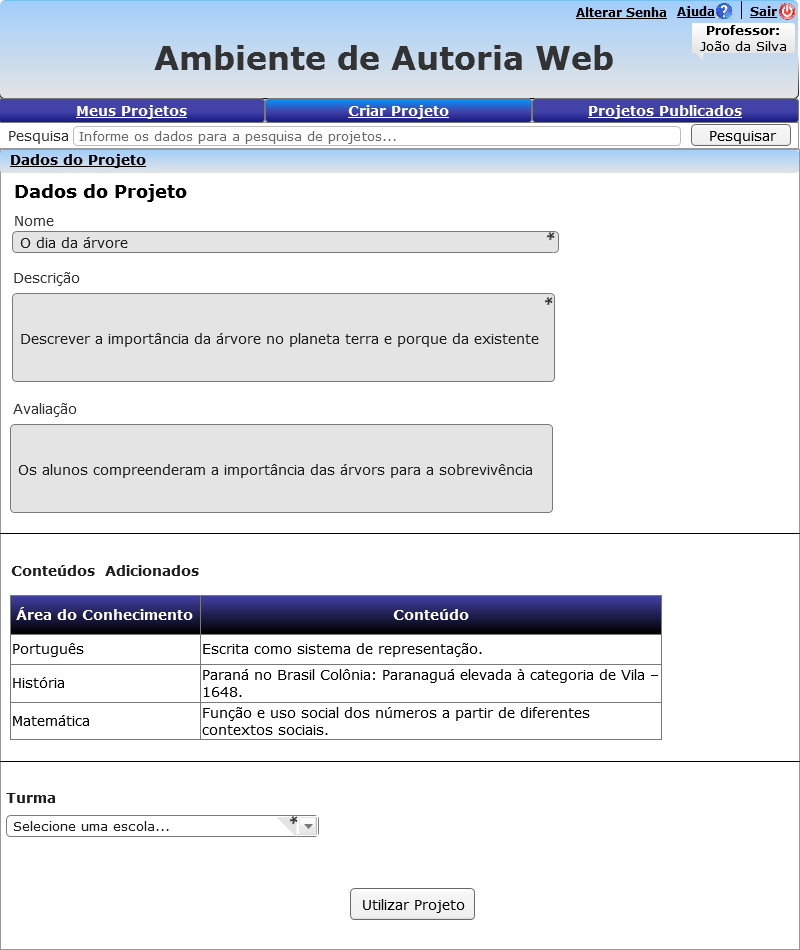 Alterar Senha Ajuda ? Sair
Professor:
João da Silva
Ambiente de Autoria Web
Meus Projetos Criar Projeto Projetos Publicados
Pesquisa Informe os dados para a pesquisa de projetos... Pesquisar
Dados do Projeto
Dados do Projeto
Nome
O dia da árvore *
Descrição
*
Descrever a importância da árvore no planeta terra e porque da existente
Avaliação
Os alunos compreenderam a importância das árvors para a sobrevivência
Conteúdos Adicionados
Área do Conhecimento Conteúdo
Português Escrita como sistema de representação.
História Paraná no Brasil Colônia: Paranaguá elevada à categoria de Vila –
1648.
Matemática Função e uso social dos números a partir de diferentes
contextos sociais.
Turma
Selecione uma escola... *
Utilizar Projeto